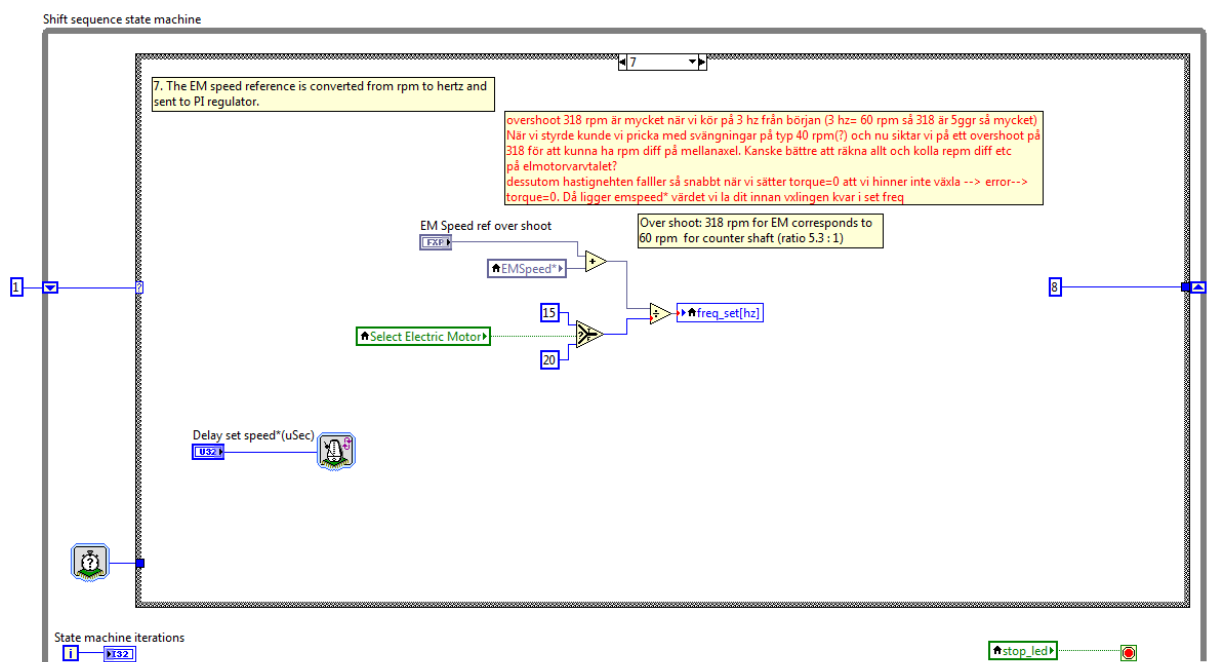 Shift sequence state machine
7
7. The EM speed reference is converted from rpm to hertz and
sent to PI regulator.
overshoot 318 rpm är mycket när vi kör på 3 hz från början (3 hz= 60 rpm så 318 är 5ggr så mycket)
När vi styrde kunde vi pricka med svängningar på typ 40 rpm(?) och nu siktar vi på ett overshoot på
318 för att kunna ha rpm diff på mellanaxel. Kanske bättre att räkna allt och kolla repm diff etc
på elmotorvarvtalet?
dessutom hastignehten falller så snabbt när vi sätter torque=0 att vi hinner inte växla --> error-->
torque=0. Då ligger emspeed* värdet vi la dit innan vxlingen kvar i set freq
EM Speed ref over shoot
FXP
Over shoot: 318 rpm for EM corresponds to
60 rpm  for counter shaft (ratio 5.3 : 1)
EMSpeed*
1
?
8
15
freq_set[hz]
Select Electric Motor
?
20
Delay set speed*(uSec)
U32
?
State machine iterations
i
I32
stop_led